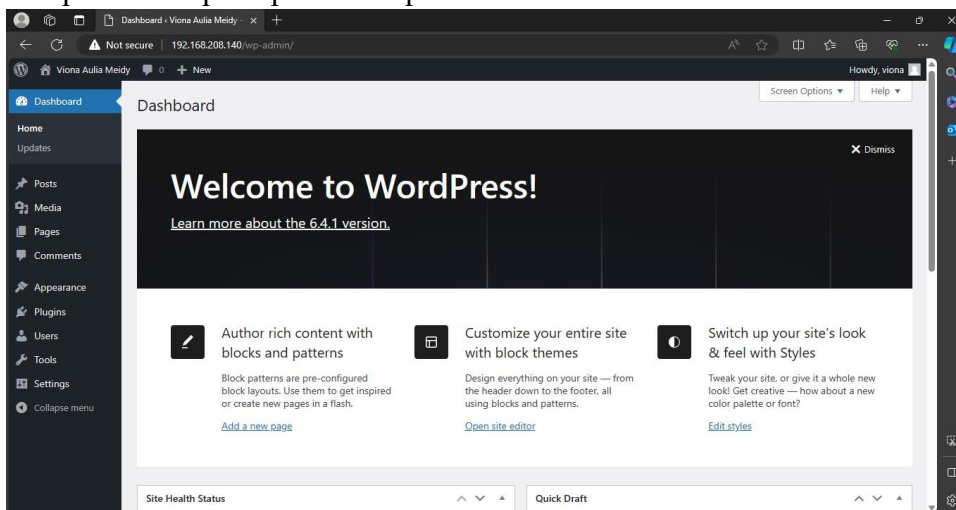 Dashboard ‹ Viona Aulia Meidy –
Not secure | 192.168.208.140/wp-admin/
Viona Aulia Meidy 0 + New
Howdy, viona
Screen Options ▼ Help ▼
Dashboard
Home
Updates
Posts
Media
Pages
Comments
Appearance
Plugins
Users
Tools
Settings
Collapse menu
Dashboard
Dismiss
Welcome to WordPress!
Learn more about the 6.4.1 version.
Author rich content with
blocks and patterns
Block patterns are pre-configured
block layouts. Use them to get inspired
or create new pages in a flash.
Add a new page
Customize your entire site
with block themes
Design everything on your site — from
the header down to the footer, all
using blocks and patterns.
Open site editor
Switch up your site's look
& feel with Styles
Tweak your site, or give it a whole new
look! Get creative — how about a new
color palette or font?
Edit styles
Site Health Status
Quick Draft